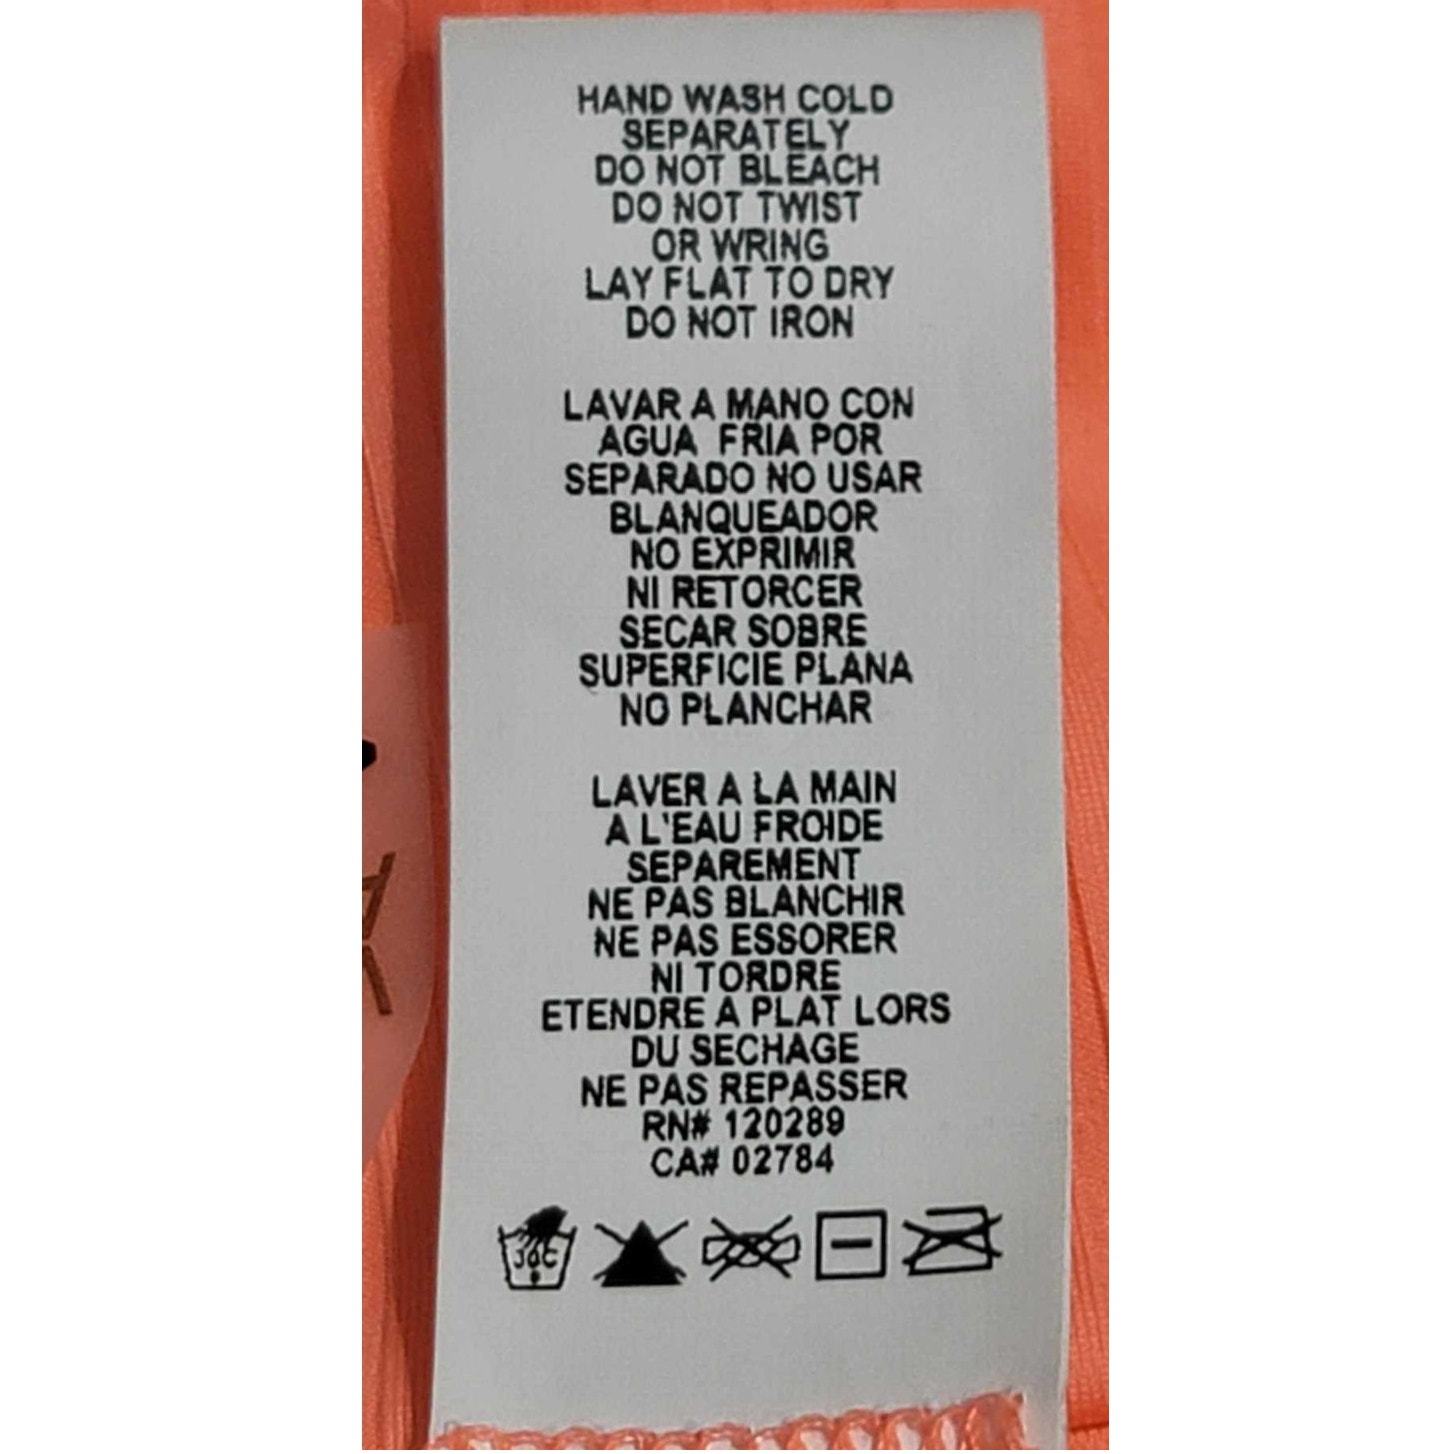 HAND WASH COLD
SEPARATELY
DO NOT BLEACH
DO NOT TWIST
OR WRING
LAY FLAT TO DRY
DO NOT IRON
LAVAR A MANO CON
AGUA FRIA POR
SEPARADO NO USAR
BLANQUEADOR
NO EXPRIMIR
NI RETORCER
SECAR SOBRE
SUPERFICIE PLANA
NO PLANCHAR
LAVER A LA MAIN
A L'EAU FROIDE
SEPAREMENT
NE PAS BLANCHIR
NE PAS ESSORER
NI TORDRE
ETENDRE A PLAT LORS
DU SECHAGE
NE PAS REPASSER
RN# 120289
CA# 02784